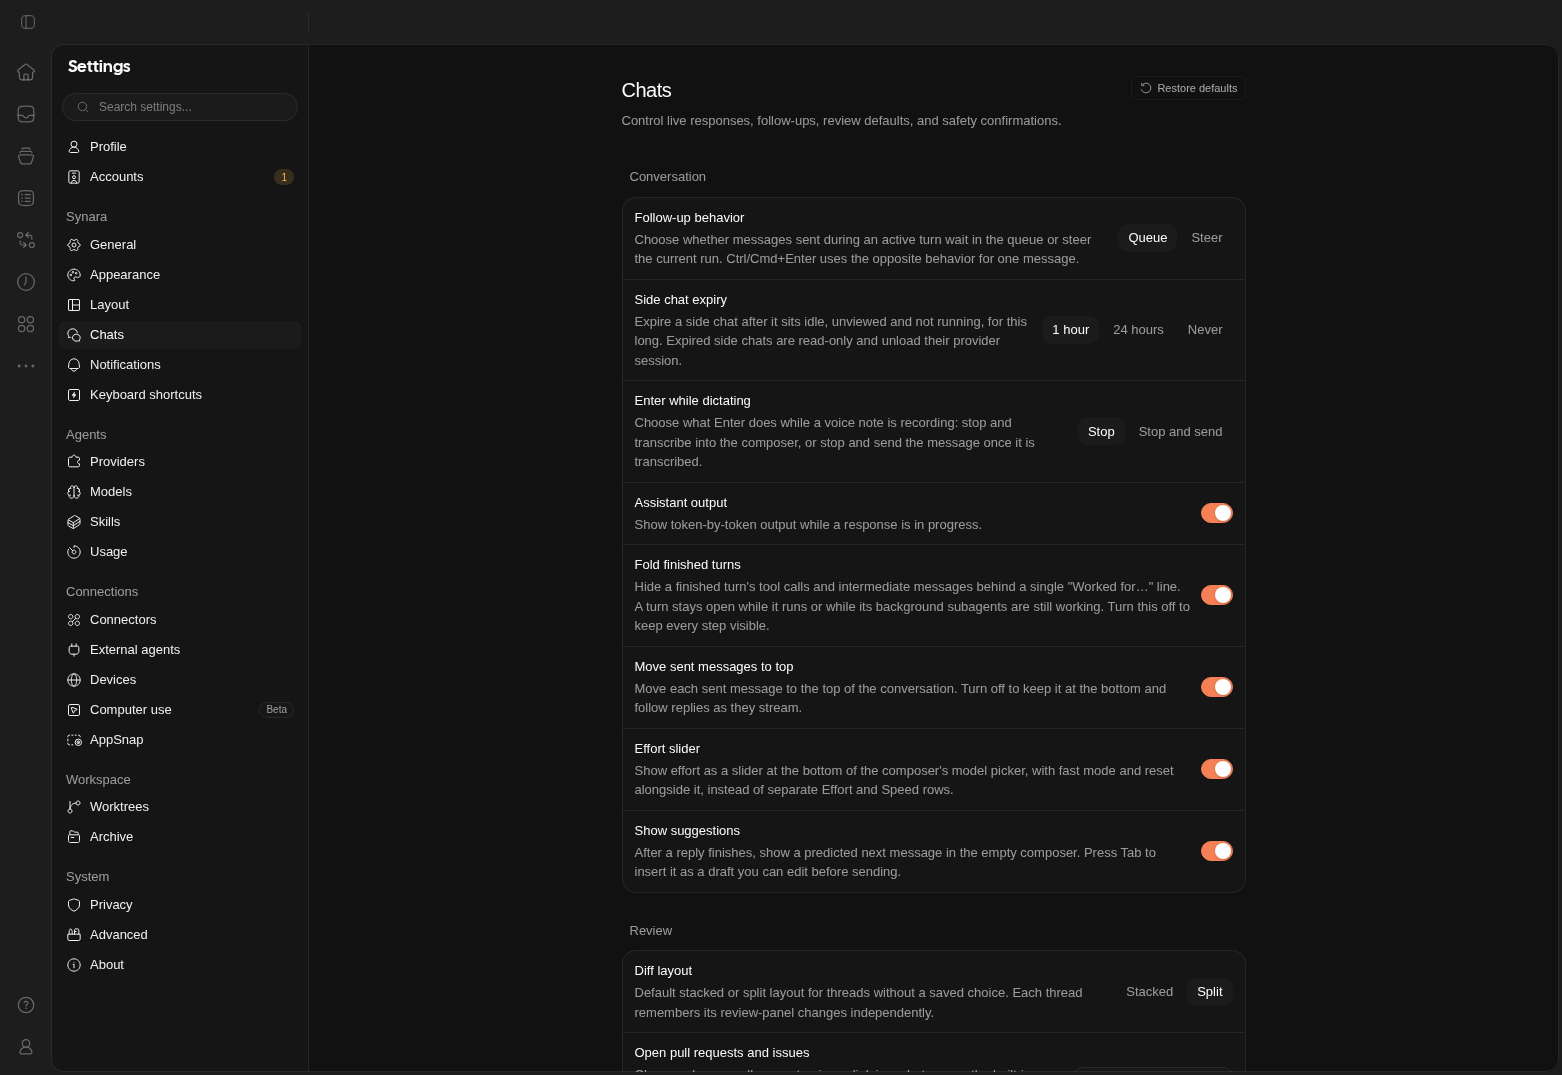 Settings
Search settings...
Profile
Accounts 1
Synara
General
Appearance
Layout
Chats
Notifications
Keyboard shortcuts
Agents
Providers
Models
Skills
Usage
Connections
Connectors
External agents
Devices
Computer use Beta
AppSnap
Workspace
Worktrees
Archive
System
Privacy
Advanced
About
Chats
Restore defaults
Control live responses, follow-ups, review defaults, and safety confirmations.
Conversation
Follow-up behavior
Choose whether messages sent during an active turn wait in the queue or steer
the current run. Ctrl/Cmd+Enter uses the opposite behavior for one message.
Queue Steer
Side chat expiry
Expire a side chat after it sits idle, unviewed and not running, for this
long. Expired side chats are read-only and unload their provider
session.
1 hour 24 hours Never
Enter while dictating
Choose what Enter does while a voice note is recording: stop and
transcribe into the composer, or stop and send the message once it is
transcribed.
Stop Stop and send
Assistant output
Show token-by-token output while a response is in progress.
Fold finished turns
Hide a finished turn's tool calls and intermediate messages behind a single "Worked for…" line.
A turn stays open while it runs or while its background subagents are still working. Turn this off to
keep every step visible.
Move sent messages to top
Move each sent message to the top of the conversation. Turn off to keep it at the bottom and
follow replies as they stream.
Effort slider
Show effort as a slider at the bottom of the composer's model picker, with fast mode and reset
alongside it, instead of separate Effort and Speed rows.
Show suggestions
After a reply finishes, show a predicted next message in the empty composer. Press Tab to
insert it as a draft you can edit before sending.
Review
Diff layout
Default stacked or split layout for threads without a saved choice. Each thread
remembers its review-panel changes independently.
Stacked Split
Open pull requests and issues